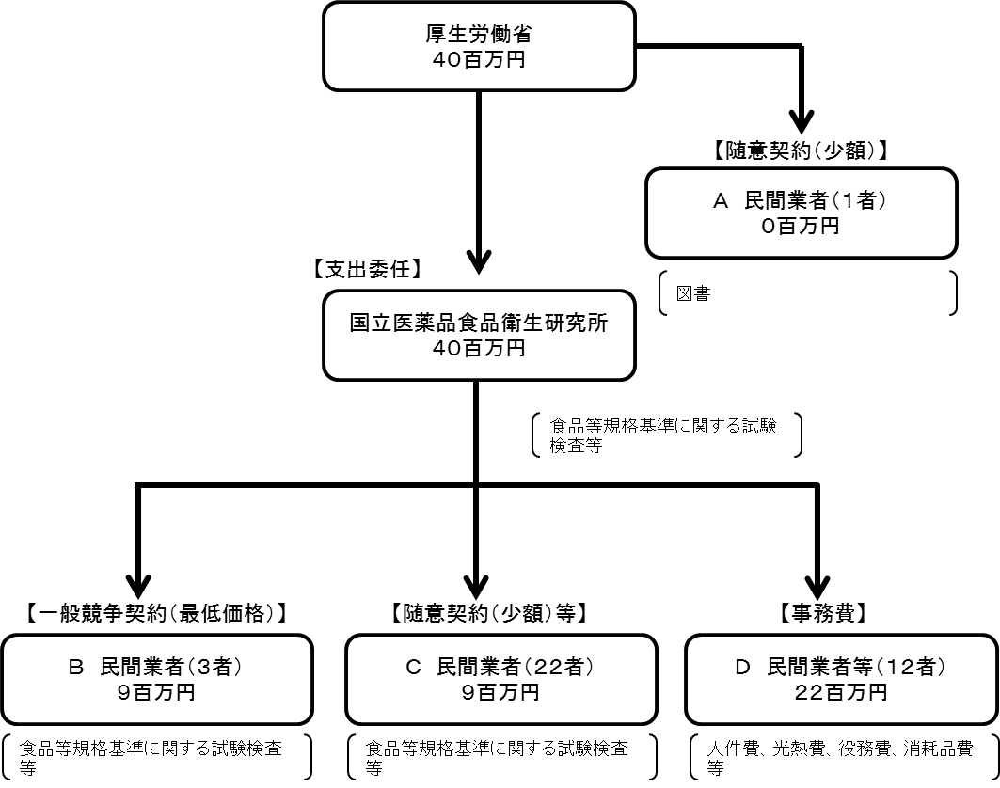 厚生労働省
４０百万円
【随意契約（少額）】
Ａ　民間業者（１者）
０百万円
図書
【支出委任】
国立医薬品食品衛生研究所
４０百万円
食品等規格基準に関する試験
検査等
【一般競争契約（最低価格）】
Ｂ　民間業者（３者）
９百万円
食品等規格基準に関する試験検査
等
【随意契約（少額）等】
Ｃ　民間業者（２２者）
９百万円
食品等規格基準に関する試験検査
等
【事務費】
Ｄ　民間業者等（１２者）
２２百万円
人件費、光熱費、役務費、消耗品費
等